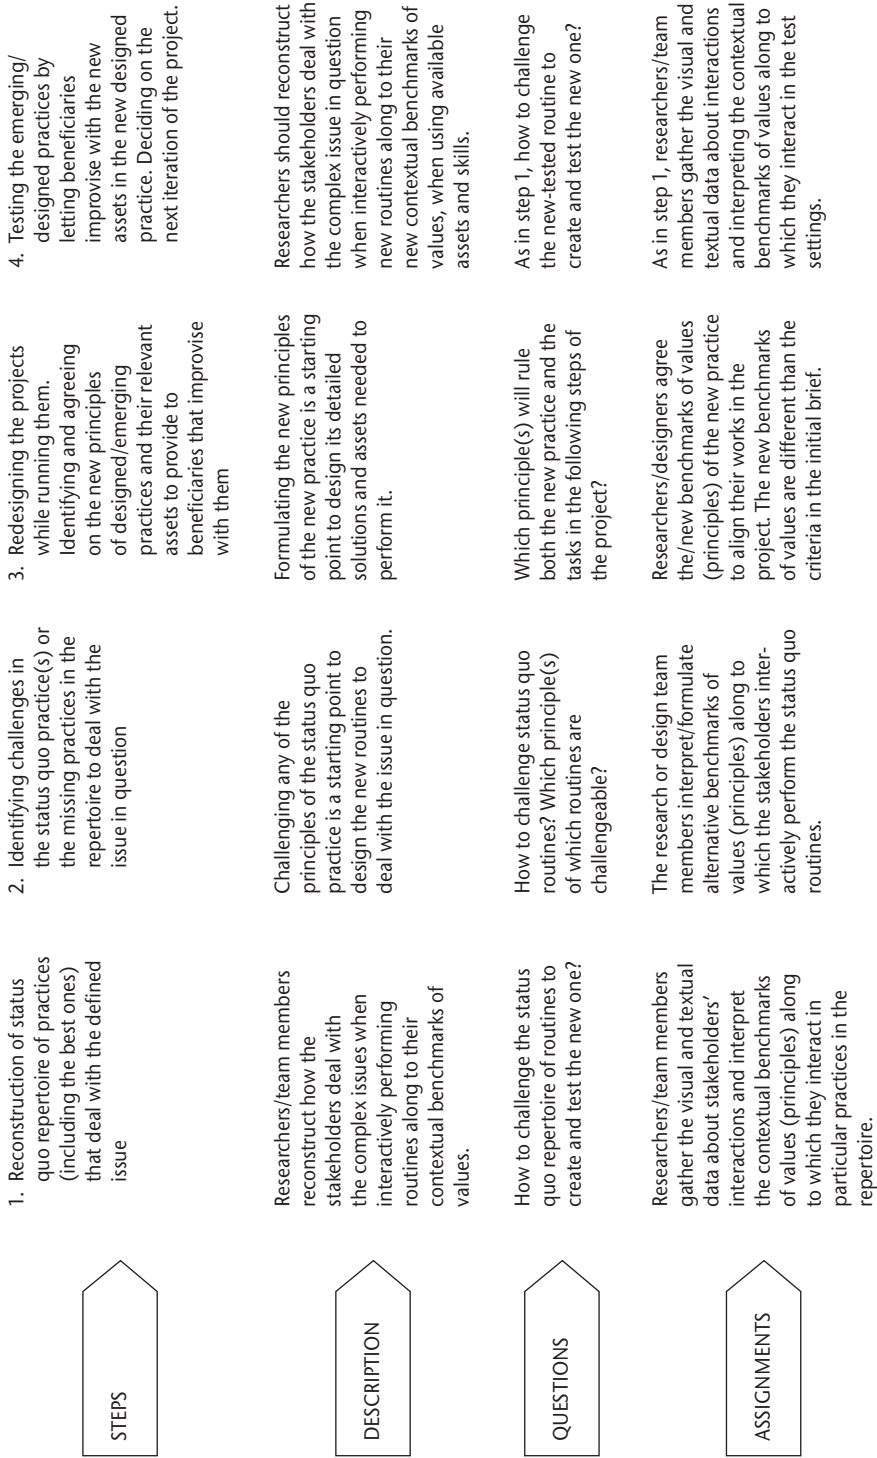 STEPS
1. Reconstruction of status
quo repertoire of practices
(including the best ones)
that deal with the defined
issue
2. Identifying challenges in
the status quo practice(s) or
the missing practices in the
repertoire to deal with the
issue in question
3. Redesigning the projects
while running them.
Identifying and agreeing
on the new principles
of designed/emerging
practices and their relevant
assets to provide to
beneficiaries that improvise
with them
4. Testing the emerging/
designed practices by
letting beneficiaries
improvise with the new
assets in the new designed
practice. Deciding on the
next iteration of the project.
DESCRIPTION
Researchers/team members
reconstruct how the
stakeholders deal with
the complex issues when
interactively performing
routines along to their
contextual benchmarks of
values.
Challenging any of the
principles of the status quo
practice is a starting point to
design the new routines to
deal with the issue in question.
Formulating the new principles
of the new practice is a starting
point to design its detailed
solutions and assets needed to
perform it.
Researchers should reconstruct
how the stakeholders deal with
the complex issue in question
when interactively performing
new routines along to their
new contextual benchmarks of
values, when using available
assets and skills.
QUESTIONS
How to challenge the status
quo repertoire of routines to
create and test the new one?
How to challenge status quo
routines? Which principle(s)
of which routines are
challengeable?
Which principle(s) will rule
both the new practice and the
tasks in the following steps of
the project?
As in step 1, how to challenge
the new-tested routine to
create and test the new one?
ASSIGNMENTS
Researchers/team members
gather the visual and textual
data about stakeholders'
interactions and interpret
the contextual benchmarks
of values (principles) along
to which they interact in
particular practices in the
repertoire.
The research or design team
members interpret/formulate
alternative benchmarks of
values (principles) along to
which the stakeholders inter-
actively perform the status quo
routines.
Researchers/designers agree
the/new benchmarks of values
(principles) of the new practice
to align their works in the
project. The new benchmarks
of values are different than the
criteria in the initial brief.
As in step 1, researchers/team
members gather the visual and
textual data about interactions
and interpreting the contextual
benchmarks of values along to
which they interact in the test
settings.